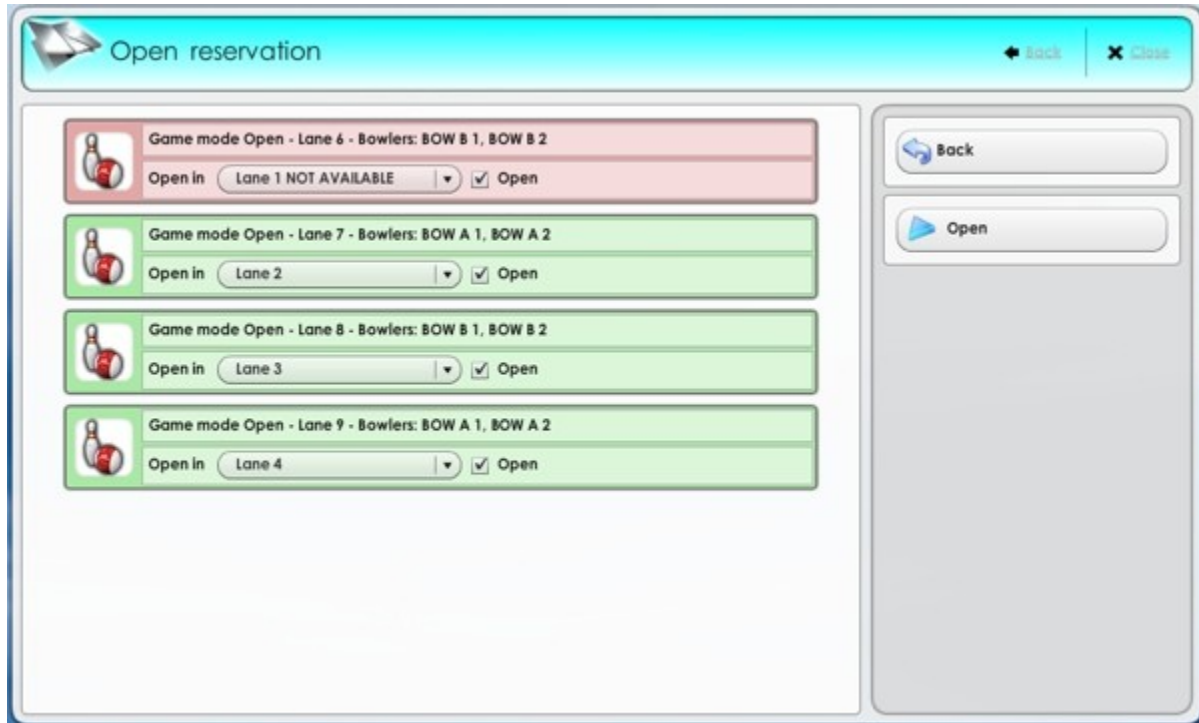 Open reservation
Back
Close
Game mode Open - Lane 6 - Bowlers: BOW B 1, BOW B 2
Open in Lane 1 NOT AVAILABLE Open
Game mode Open - Lane 7 - Bowlers: BOW A 1, BOW A 2
Open in Lane 2 Open
Game mode Open - Lane 8 - Bowlers: BOW B 1, BOW B 2
Open in Lane 3 Open
Game mode Open - Lane 9 - Bowlers: BOW A 1, BOW A 2
Open in Lane 4 Open
Back
Open